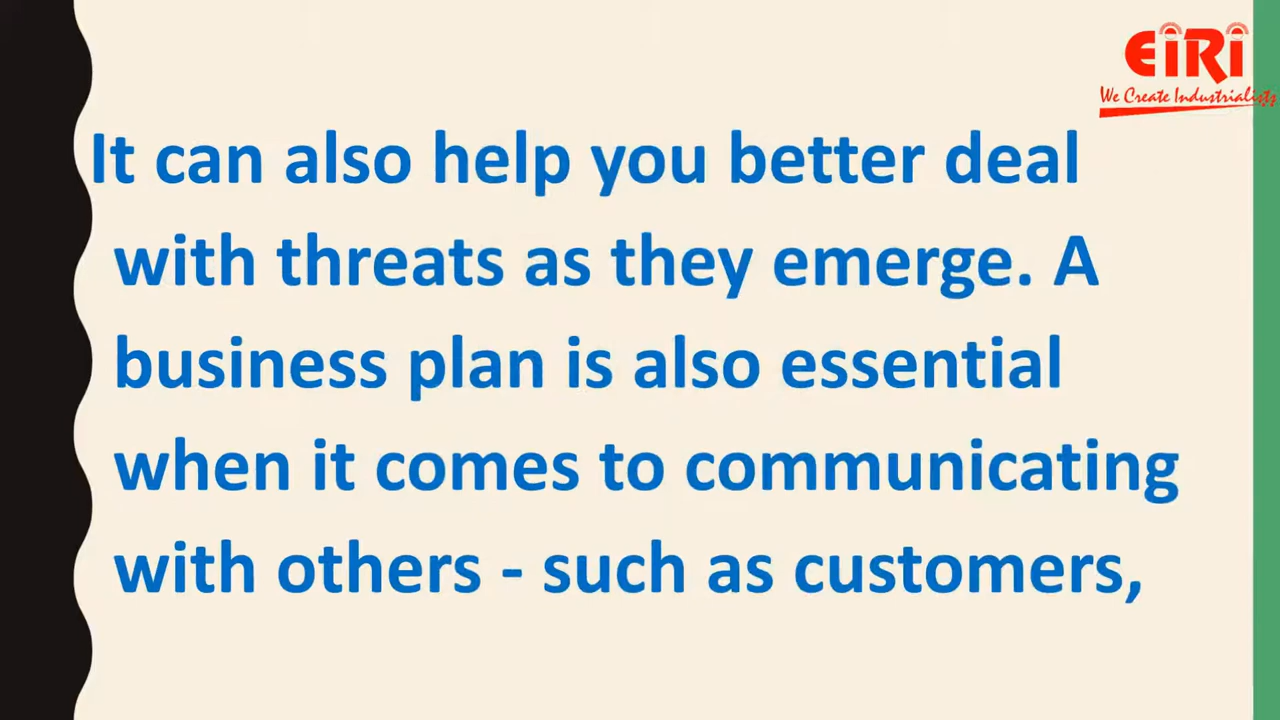 EiRi
We Create Industrialists
It can also help you better deal
with threats as they emerge. A
business plan is also essential
when it comes to communicating
with others - such as customers,